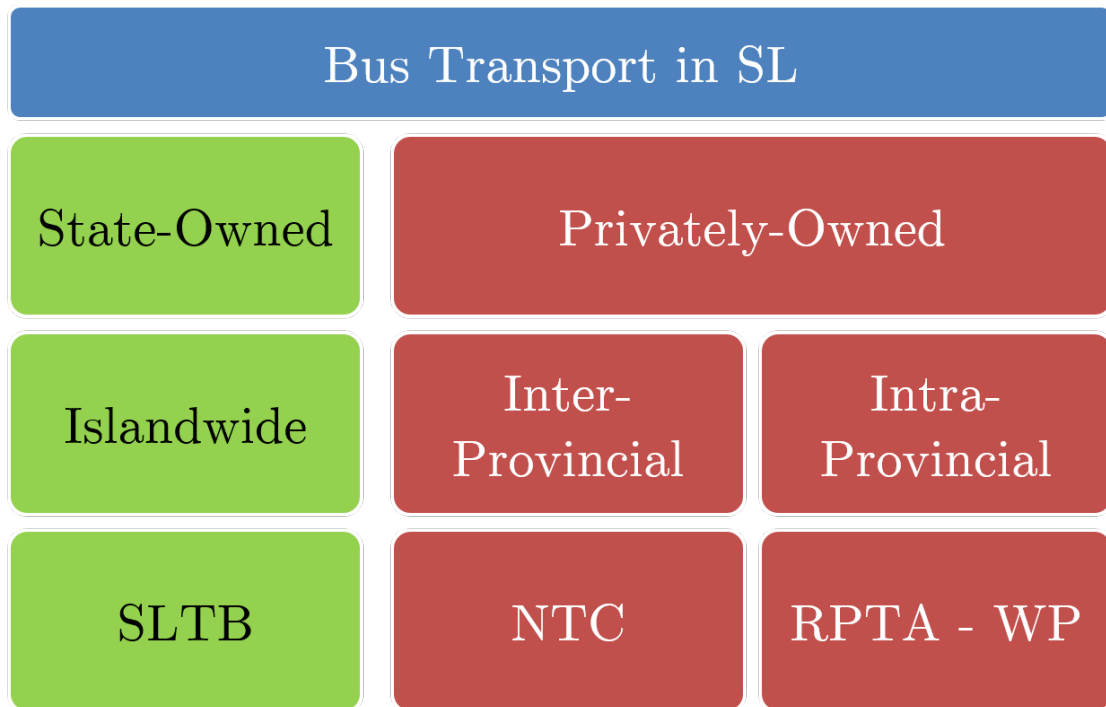 Bus Transport in SL
State-Owned
Privately-Owned
Islandwide
Inter-
Provincial
Intra-
Provincial
SLTB
NTC
RPTA - WP